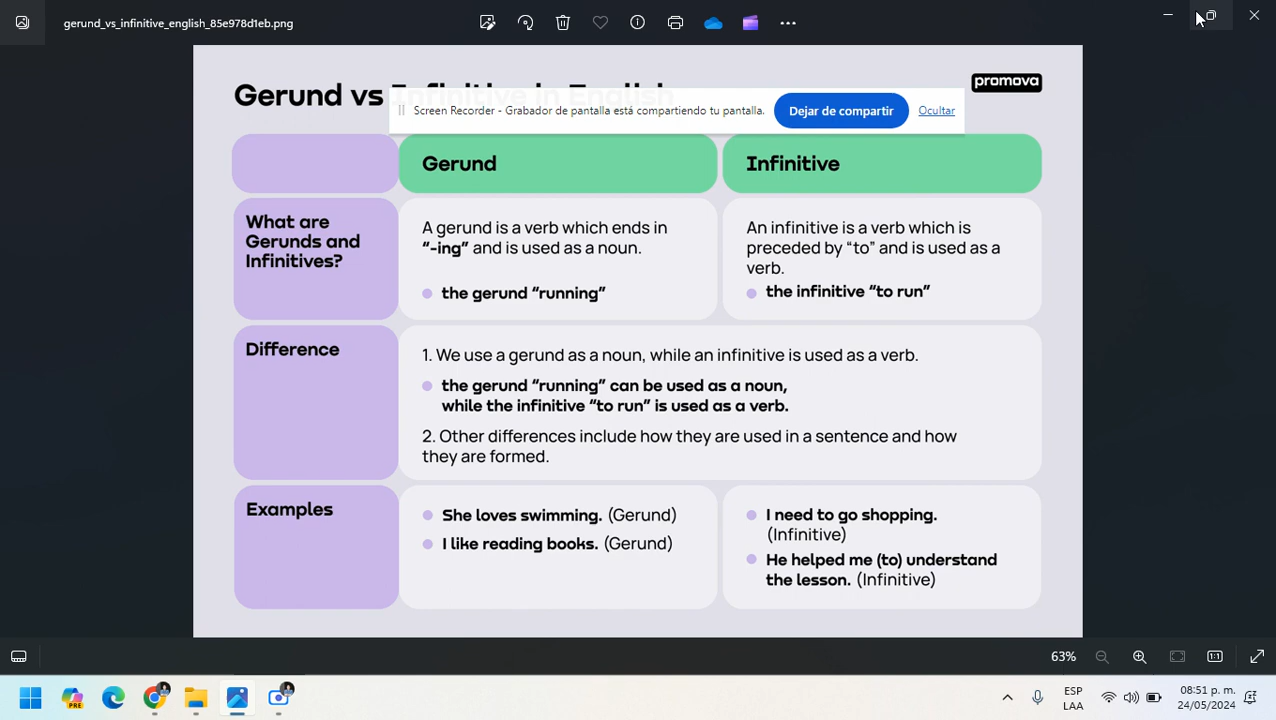 gerund_vs_infinitive_english_85e978d1eb.png
Gerund vs Infinitive in English
promova
Screen Recorder - Grabador de pantalla está compartiendo tu pantalla.
Dejar de compartir
Ocultar
Gerund
Infinitive
What are
Gerunds and
Infinitives?
A gerund is a verb which ends in
“-ing” and is used as a noun.
the gerund “running”
An infinitive is a verb which is
preceded by “to” and is used as a
verb.
the infinitive “to run”
Difference
1. We use a gerund as a noun, while an infinitive is used as a verb.
the gerund “running” can be used as a noun,
while the infinitive “to run” is used as a verb.
2. Other differences include how they are used in a sentence and how
they are formed.
Examples
She loves swimming. (Gerund)
I like reading books. (Gerund)
I need to go shopping.
(Infinitive)
He helped me (to) understand
the lesson. (Infinitive)
63%
1:1
PRE
ESP
LAA
08:51 p. m.
24/05/2024